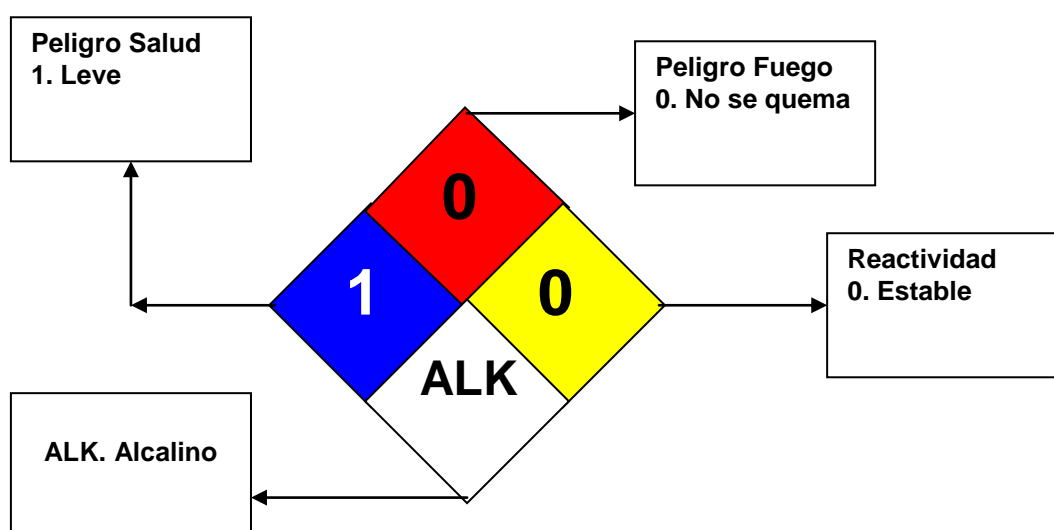 Peligro Salud
1. Leve
Peligro Fuego
0. No se quema
0
1
0
Reactividad
0. Estable
ALK
ALK. Alcalino